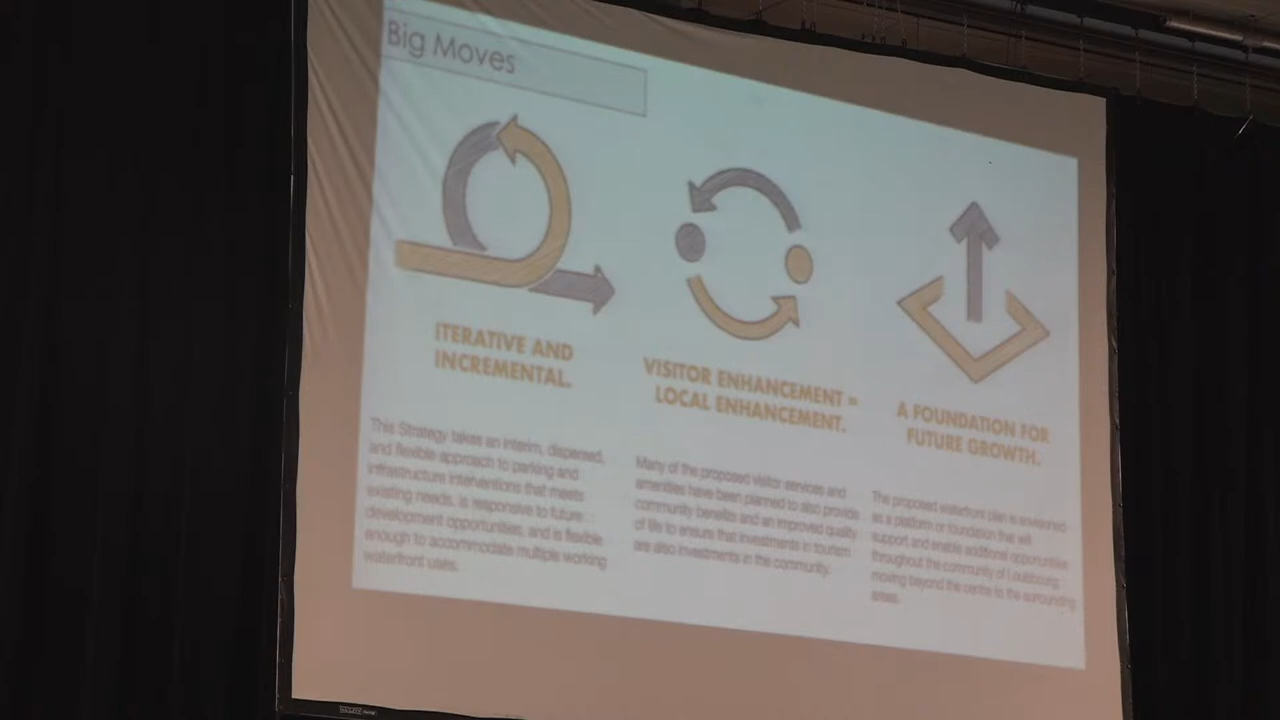 Big Moves
ITERATIVE AND
INCREMENTAL.
This Strategy takes an interim, dispersed,
and flexible approach to parking and
infrastructure interventions that meets
existing needs, is responsive to future
development opportunities, and is flexible
enough to accommodate multiple working
waterfront uses.
VISITOR ENHANCEMENT =
LOCAL ENHANCEMENT.
Many of the proposed visitor services and
amenities have been planned to also provide
community benefits and an improved quality
of life to ensure that investments in tourism
are also investments in the community.
A FOUNDATION FOR
FUTURE GROWTH.
The proposed waterfront plan is envisioned
as a platform or foundation that will
support and enable additional opportunities
throughout the community of Louisbourg,
moving beyond the centre to the surrounding
areas.